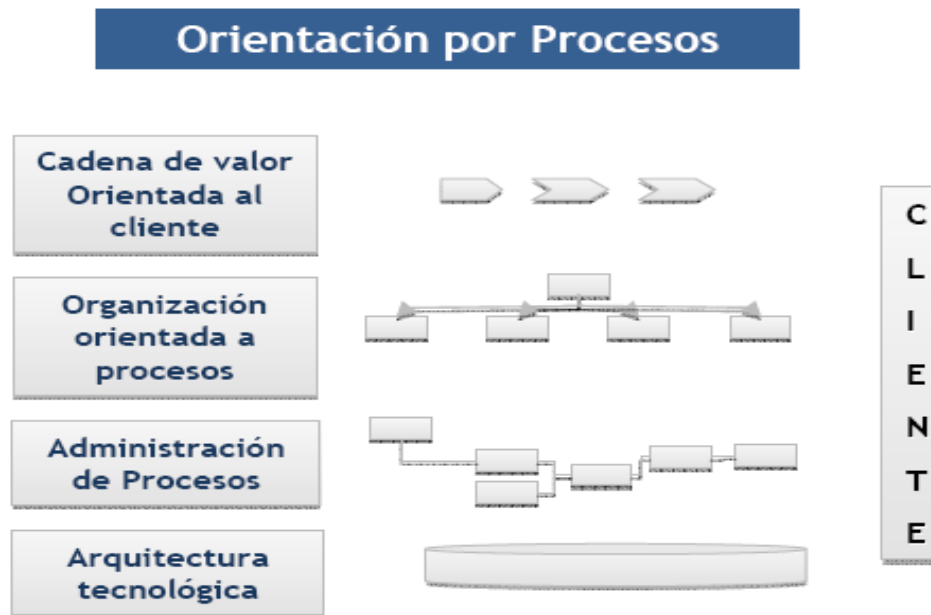 Orientación por Procesos
Cadena de valor
Orientada al
cliente
Organización
orientada a
procesos
Administración
de Procesos
Arquitectura
tecnológica
C
L
I
E
N
T
E